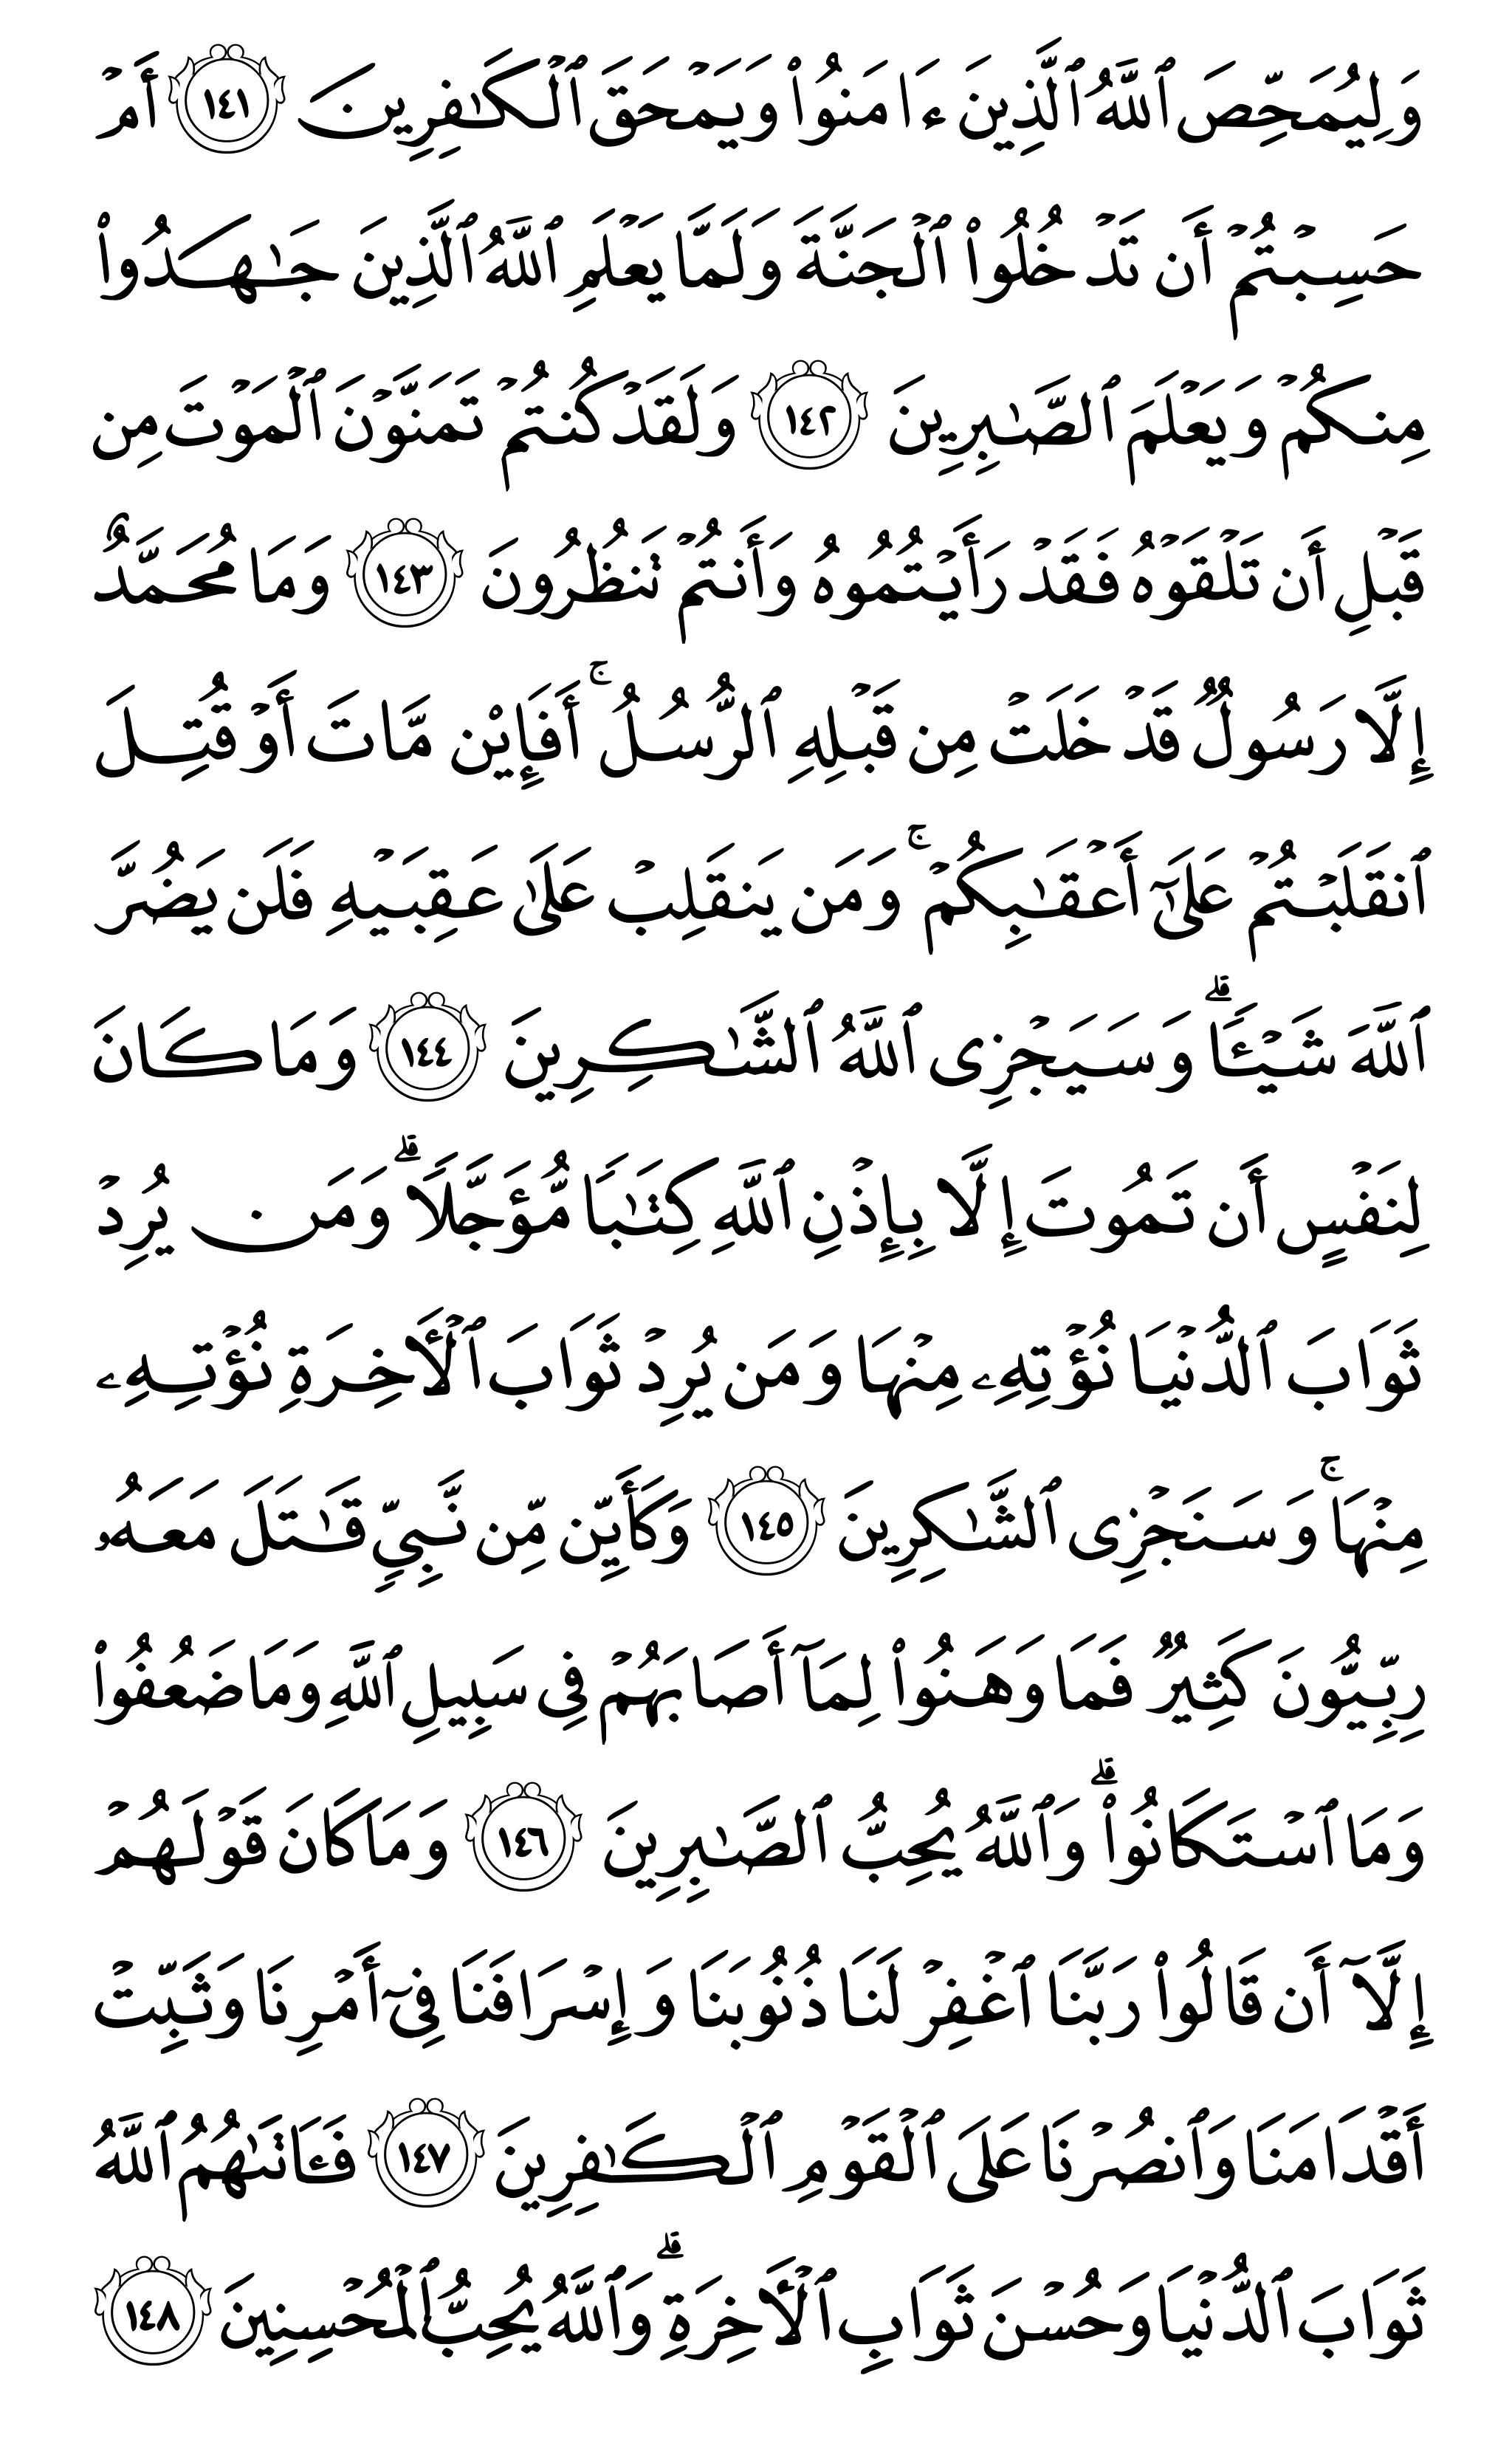 وَلِيُمَحِّصَ ٱللَّهُ ٱلَّذِينَ ءَامَنُوا۟ وَيَمْحَقَ ٱلْكَـٰفِرِينَ ١٤١ أَمْ
حَسِبْتُمْ أَن تَدْخُلُوا۟ ٱلْجَنَّةَ وَلَمَّا يَعْلَمِ ٱللَّهُ ٱلَّذِينَ جَـٰهَدُوا۟
مِنكُمْ وَيَعْلَمَ ٱلصَّـٰبِرِينَ ١٤٢ وَلَقَدْ كُنتُمْ تَمَنَّوْنَ ٱلْمَوْتَ مِن
قَبْلِ أَن تَلْقَوْهُ فَقَدْ رَأَيْتُمُوهُ وَأَنتُمْ تَنظُرُونَ ١٤٣ وَمَا مُحَمَّدٌ
إِلَّا رَسُولٌ قَدْ خَلَتْ مِن قَبْلِهِ ٱلرُّسُلُ ۚ أَفَإِي۟ن مَّاتَ أَوْ قُتِلَ
ٱنقَلَبْتُمْ عَلَىٰٓ أَعْقَـٰبِكُمْ ۚ وَمَن يَنقَلِبْ عَلَىٰ عَقِبَيْهِ فَلَن يَضُرَّ
ٱللَّهَ شَيْـًٔا ۗ وَسَيَجْزِى ٱللَّهُ ٱلشَّـٰكِرِينَ ١٤٤ وَمَا كَانَ
لِنَفْسٍ أَن تَمُوتَ إِلَّا بِإِذْنِ ٱللَّهِ كِتَـٰبًا مُّؤَجَّلًا ۗ وَمَن يُرِدْ
ثَوَابَ ٱلدُّنْيَا نُؤْتِهِۦ مِنْهَا وَمَن يُرِدْ ثَوَابَ ٱلْـَٔاخِرَةِ نُؤْتِهِۦ
مِنْهَا ۚ وَسَنَجْزِى ٱلشَّـٰكِرِينَ ١٤٥ وَكَأَيِّن مِّن نَّبِىٍّ قَـٰتَلَ مَعَهُۥ
رِبِّيُّونَ كَثِيرٌ فَمَا وَهَنُوا۟ لِمَآ أَصَابَهُمْ فِى سَبِيلِ ٱللَّهِ وَمَا ضَعُفُوا۟
وَمَا ٱسْتَكَانُوا۟ ۗ وَٱللَّهُ يُحِبُّ ٱلصَّـٰبِرِينَ ١٤٦ وَمَا كَانَ قَوْلَهُمْ
إِلَّآ أَن قَالُوا۟ رَبَّنَا ٱغْفِرْ لَنَا ذُنُوبَنَا وَإِسْرَافَنَا فِىٓ أَمْرِنَا وَثَبِّتْ
أَقْدَامَنَا وَٱنصُرْنَا عَلَى ٱلْقَوْمِ ٱلْكَـٰفِرِينَ ١٤٧ فَـَٔاتَىٰهُمُ ٱللَّهُ
ثَوَابَ ٱلدُّنْيَا وَحُسْنَ ثَوَابِ ٱلْـَٔاخِرَةِ ۗ وَٱللَّهُ يُحِبُّ ٱلْمُحْسِنِينَ ١٤٨